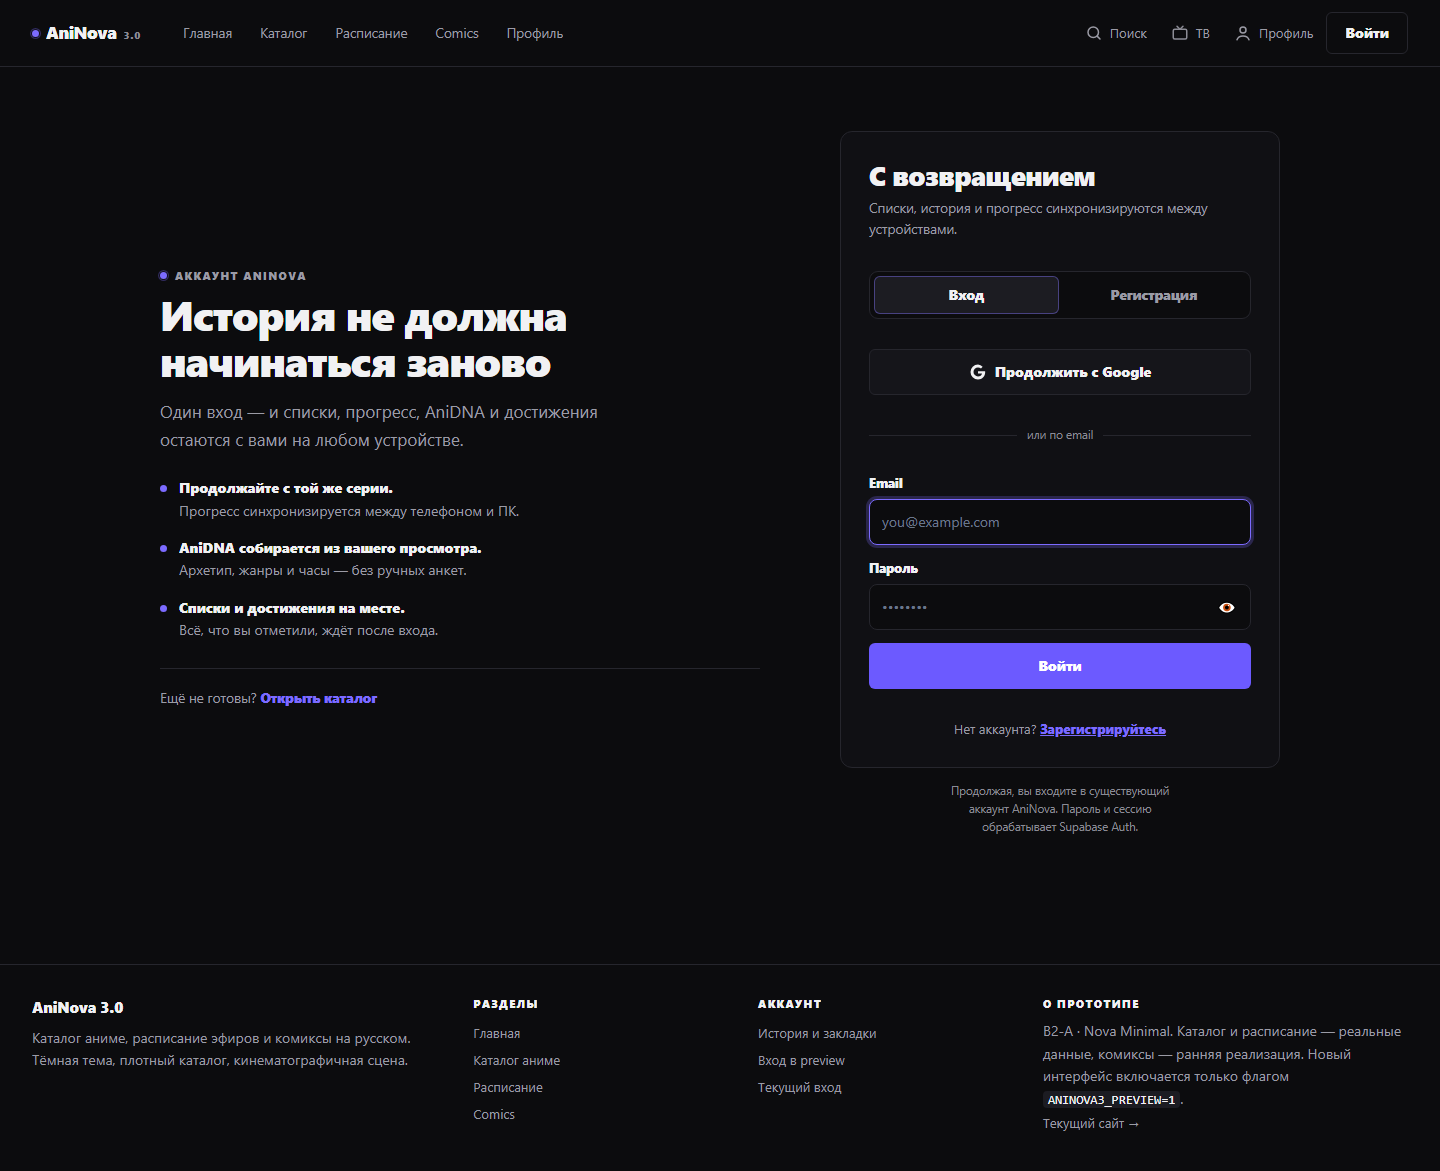 AniNova 3.0
Главная
Каталог
Расписание
Comics
Профиль
Поиск
ТВ
Профиль
Войти
АККАУНТ ANINOVA
История не должна
начинаться заново
Один вход — и списки, прогресс, AniDNA и достижения
остаются с вами на любом устройстве.
Продолжайте с той же серии.
Прогресс синхронизируется между телефоном и ПК.
AniDNA собирается из вашего просмотра.
Архетип, жанры и часы — без ручных анкет.
Списки и достижения на месте.
Всё, что вы отметили, ждёт после входа.
Ещё не готовы? Открыть каталог
С возвращением
Списки, история и прогресс синхронизируются между
устройствами.
Вход
Регистрация
Продолжить с Google
или по email
Email
you@example.com
Пароль
••••••••
Войти
Нет аккаунта? Зарегистрируйтесь
Продолжая, вы входите в существующий
аккаунт AniNova. Пароль и сессию
обрабатывает Supabase Auth.
AniNova 3.0
Каталог аниме, расписание эфиров и комиксы на русском.
Тёмная тема, плотный каталог, кинематографичная сцена.
РАЗДЕЛЫ
Главная
Каталог аниме
Расписание
Comics
АККАУНТ
История и закладки
Вход в preview
Текущий вход
О ПРОТОТИПЕ
B2-A · Nova Minimal. Каталог и расписание — реальные
данные, комиксы — ранняя реализация. Новый
интерфейс включается только флагом
ANINOVA3_PREVIEW=1.
Текущий сайт →